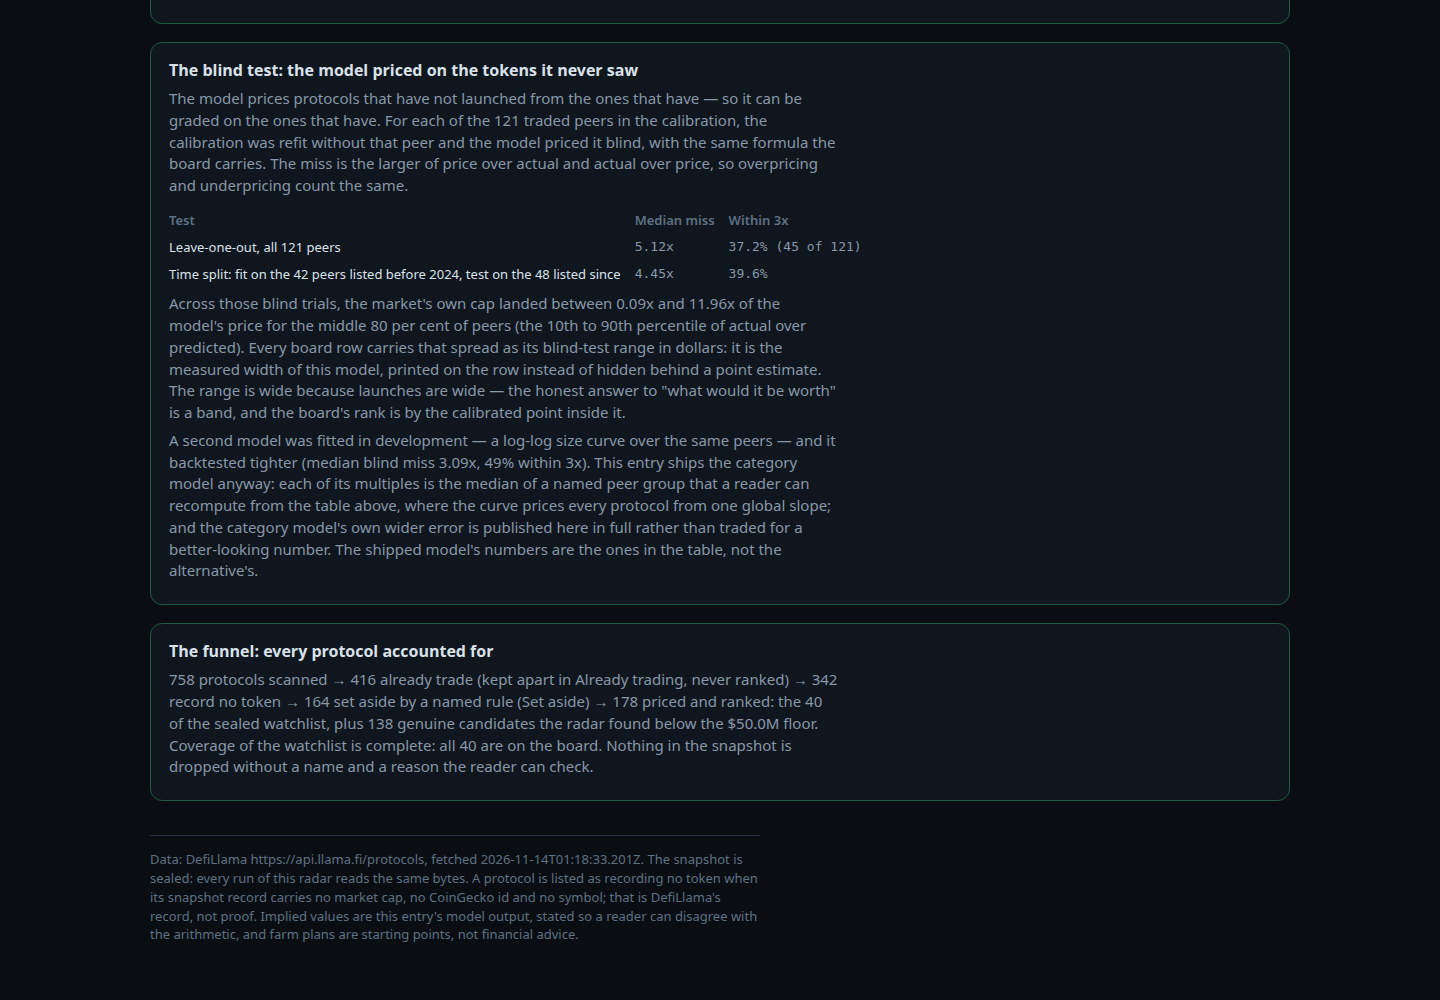 The blind test: the model priced on the tokens it never saw
The model prices protocols that have not launched from the ones that have — so it can be
graded on the ones that have. For each of the 121 traded peers in the calibration, the
calibration was refit without that peer and the model priced it blind, with the same formula the
board carries. The miss is the larger of price over actual and actual over price, so overpricing
and underpricing count the same.
Test Median miss Within 3x
Leave-one-out, all 121 peers 5.12x 37.2% (45 of 121)
Time split: fit on the 42 peers listed before 2024, test on the 48 listed since 4.45x 39.6%
Across those blind trials, the market's own cap landed between 0.09x and 11.96x of the
model's price for the middle 80 per cent of peers (the 10th to 90th percentile of actual over
predicted). Every board row carries that spread as its blind-test range in dollars: it is the
measured width of this model, printed on the row instead of hidden behind a point estimate.
The range is wide because launches are wide — the honest answer to "what would it be worth"
is a band, and the board's rank is by the calibrated point inside it.
A second model was fitted in development — a log-log size curve over the same peers — and it
backtested tighter (median blind miss 3.09x, 49% within 3x). This entry ships the category
model anyway: each of its multiples is the median of a named peer group that a reader can
recompute from the table above, where the curve prices every protocol from one global slope;
and the category model's own wider error is published here in full rather than traded for a
better-looking number. The shipped model's numbers are the ones in the table, not the
alternative's.
The funnel: every protocol accounted for
758 protocols scanned → 416 already trade (kept apart in Already trading, never ranked) → 342
record no token → 164 set aside by a named rule (Set aside) → 178 priced and ranked: the 40
of the sealed watchlist, plus 138 genuine candidates the radar found below the $50.0M floor.
Coverage of the watchlist is complete: all 40 are on the board. Nothing in the snapshot is
dropped without a name and a reason the reader can check.
Data: DefiLlama https://api.llama.fi/protocols, fetched 2026-11-14T01:18:33.201Z. The snapshot is
sealed: every run of this radar reads the same bytes. A protocol is listed as recording no token when
its snapshot record carries no market cap, no CoinGecko id and no symbol; that is DefiLlama's
record, not proof. Implied values are this entry's model output, stated so a reader can disagree with
the arithmetic, and farm plans are starting points, not financial advice.